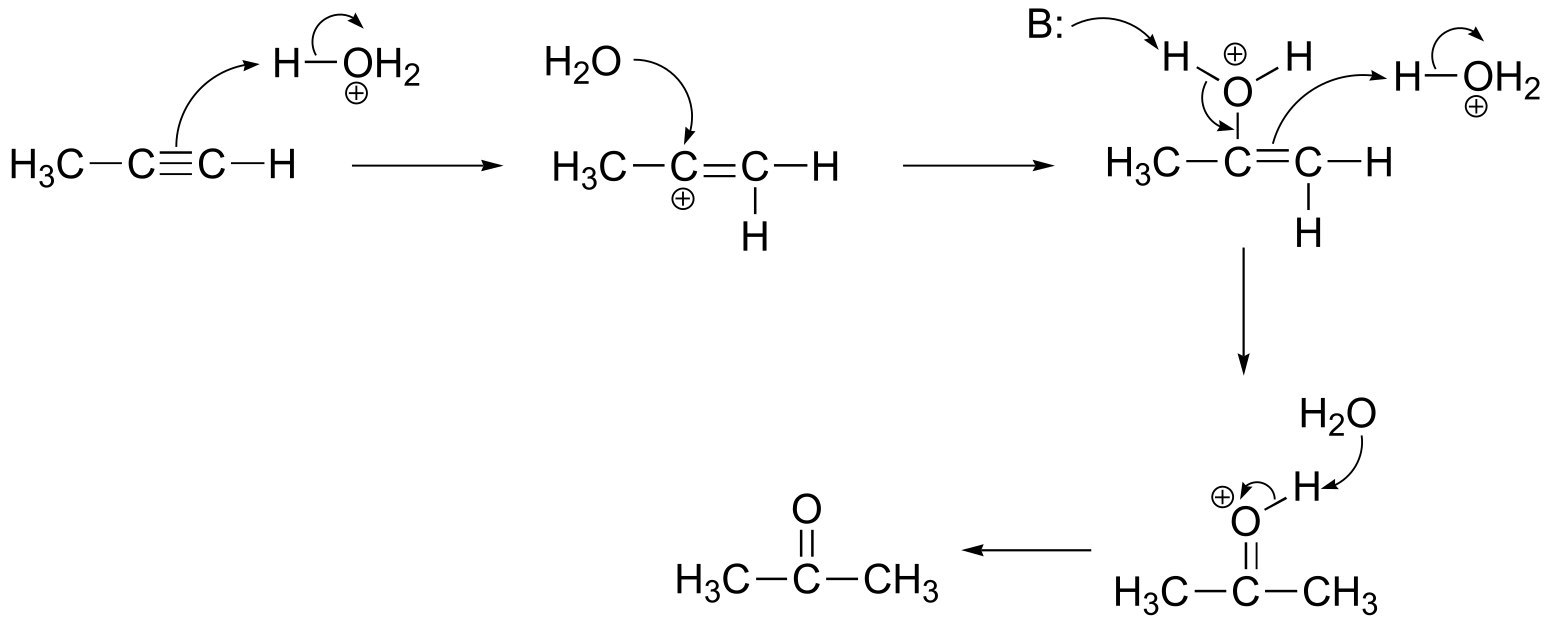 H–OH₂ ⊕
H₃C–C≡C–H
H₂O
H₃C–C=C–H
⊕
H
B:
H ⊕ H
O
H–OH₂ ⊕
H₃C–C=C–H
H
H₂O
⊕ H
O
H₃C–C–CH₃
O
H₃C–C–CH₃